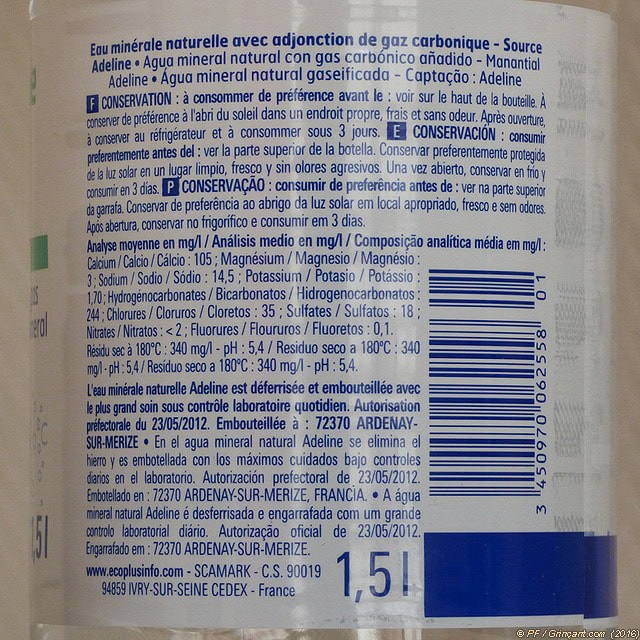 Eau minérale naturelle avec adjonction de gaz carbonique - Source
Adeline • Agua mineral natural con gas carbónico añadido - Manantial
Adeline • Água mineral natural gaseificada - Captação : Adeline
F CONSERVATION : à consommer de préférence avant le : voir sur le haut de la bouteille. À
conserver de préférence à l'abri du soleil dans un endroit propre, frais et sans odeur. Après ouverture,
à conserver au réfrigérateur et à consommer sous 3 jours. E CONSERVACIÓN : consumir
preferentemente antes del : ver la parte superior de la botella. Conservar preferentemente protegida
de la luz solar en un lugar limpio, fresco y sin olores agresivos. Una vez abierto, conservar en frío y
consumir en 3 días. P CONSERVAÇÃO : consumir de preferência antes de : ver na parte superior
da garrafa. Conservar de preferência ao abrigo da luz solar em local apropriado, fresco e sem odores.
Após abertura, conservar no frigorífico e consumir em 3 dias.
Analyse moyenne en mg/l / Análisis medio en mg/l / Composição analítica média em mg/l :
Calcium / Calcio / Cálcio : 105 ; Magnésium / Magnesio / Magnésio :
3 ; Sodium / Sodio / Sódio : 14,5 ; Potassium / Potasio / Potássio :
1,70 ; Hydrogénocarbonates / Bicarbonatos / Hidrogenocarbonatos :
244 ; Chlorures / Cloruros / Cloretos : 35 ; Sulfates / Sulfatos : 18 ;
Nitrates / Nitratos : < 2 ; Fluorures / Floururos / Fluoretos : 0,1.
Résidu sec à 180°C : 340 mg/l - pH : 5,4 / Residuo seco a 180°C : 340
mg/l - pH : 5,4 / Resíduo seco a 180°C : 340 mg/l - pH : 5,4.
L'eau minérale naturelle Adeline est déferrisée et embouteillée avec
le plus grand soin sous contrôle laboratoire quotidien. Autorisation
préfectorale du 23/05/2012. Embouteillée à : 72370 ARDENAY-
SUR-MERIZE • En el agua mineral natural Adeline se elimina el
hierro y es embotellada con los máximos cuidados bajo controles
diarios en el laboratorio. Autorización prefectoral de 23/05/2012.
Embotellado en : 72370 ARDENAY-SUR-MERIZE, FRANCIA. • A água
mineral natural Adeline é desferrisada e engarrafada com um grande
controlo laboratorial diário. Autorização oficial de 23/05/2012.
Engarrafado em : 72370 ARDENAY-SUR-MERIZE.
www.ecoplusinfo.com - SCAMARK - C.S. 90019
94859 IVRY-SUR-SEINE CEDEX - France
1,5 l
3 450970 062558
01
neral
,5l
© PF / Grinçant.com (2016)